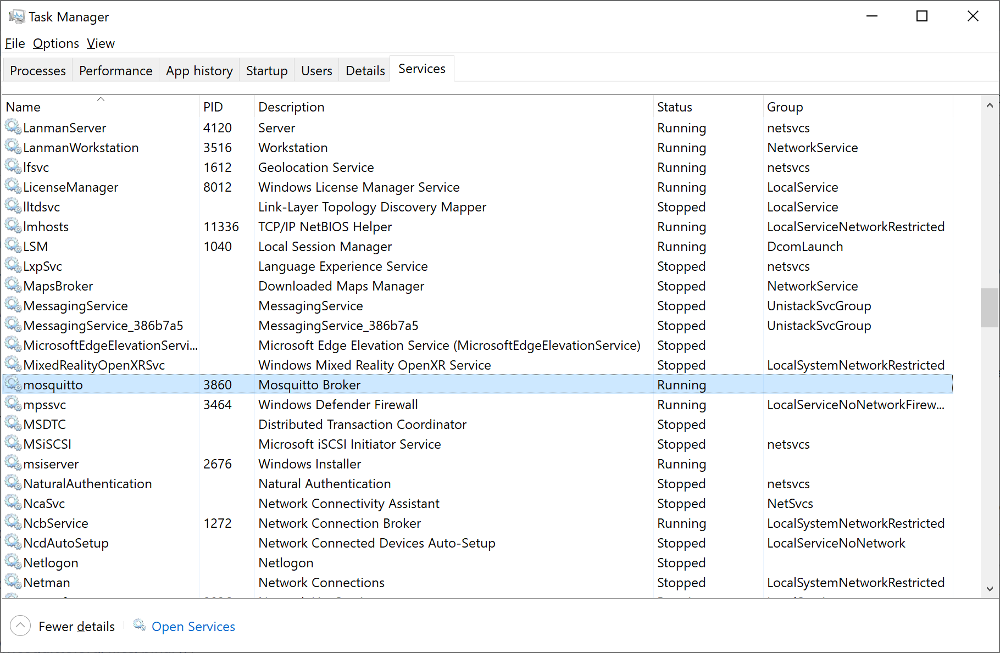 Task Manager
File Options View
Processes Performance App history Startup Users Details Services
Name PID Description Status Group
LanmanServer 4120 Server Running netsvcs
LanmanWorkstation 3516 Workstation Running NetworkService
lfsvc 1612 Geolocation Service Running netsvcs
LicenseManager 8012 Windows License Manager Service Running LocalService
lltdsvc Link-Layer Topology Discovery Mapper Stopped LocalService
lmhosts 11336 TCP/IP NetBIOS Helper Running LocalServiceNetworkRestricted
LSM 1040 Local Session Manager Running DcomLaunch
LxpSvc Language Experience Service Stopped netsvcs
MapsBroker Downloaded Maps Manager Stopped NetworkService
MessagingService MessagingService Stopped UnistackSvcGroup
MessagingService_386b7a5 MessagingService_386b7a5 Stopped UnistackSvcGroup
MicrosoftEdgeElevationServi... Microsoft Edge Elevation Service (MicrosoftEdgeElevationService) Stopped
MixedRealityOpenXRSvc Windows Mixed Reality OpenXR Service Stopped LocalSystemNetworkRestricted
mosquitto 3860 Mosquitto Broker Running
mpssvc 3464 Windows Defender Firewall Running LocalServiceNoNetworkFirew...
MSDTC Distributed Transaction Coordinator Stopped
MSiSCSI Microsoft iSCSI Initiator Service Stopped netsvcs
msiserver 2676 Windows Installer Running
NaturalAuthentication Natural Authentication Stopped netsvcs
NcaSvc Network Connectivity Assistant Stopped NetSvcs
NcbService 1272 Network Connection Broker Running LocalSystemNetworkRestricted
NcdAutoSetup Network Connected Devices Auto-Setup Stopped LocalServiceNoNetwork
Netlogon Netlogon Stopped
Netman Network Connections Stopped LocalSystemNetworkRestricted
Fewer details Open Services